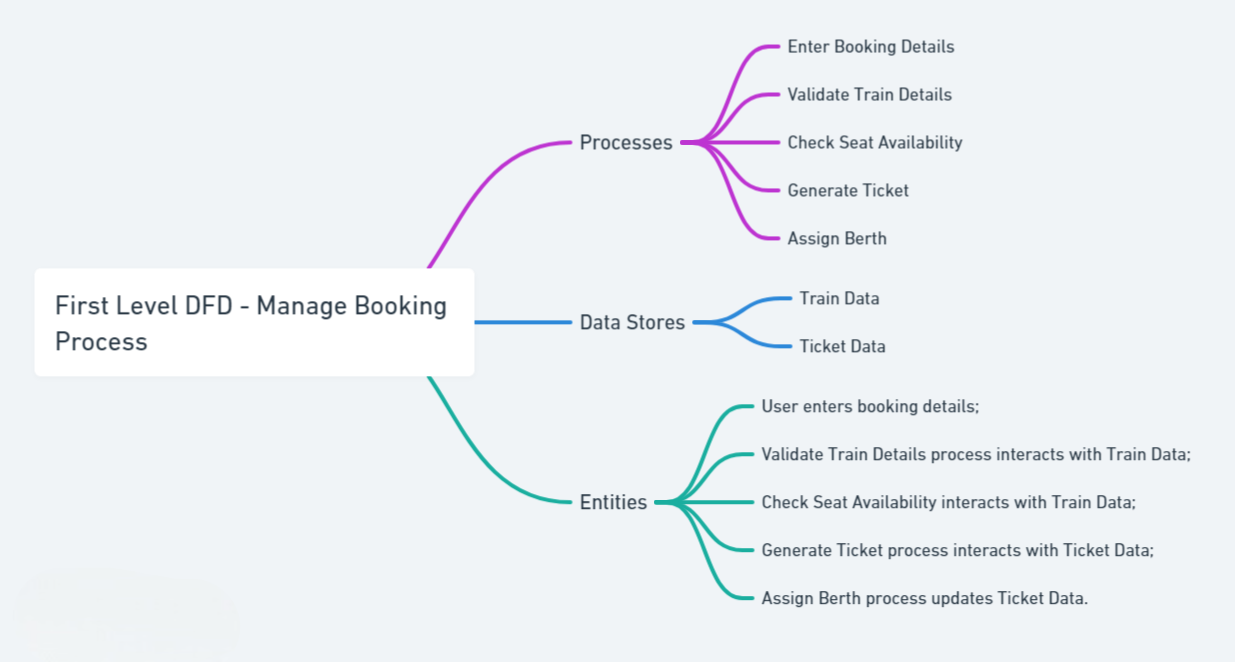 First Level DFD - Manage Booking
Process
Processes
Enter Booking Details
Validate Train Details
Check Seat Availability
Generate Ticket
Assign Berth
Data Stores
Train Data
Ticket Data
Entities
User enters booking details;
Validate Train Details process interacts with Train Data;
Check Seat Availability interacts with Train Data;
Generate Ticket process interacts with Ticket Data;
Assign Berth process updates Ticket Data.